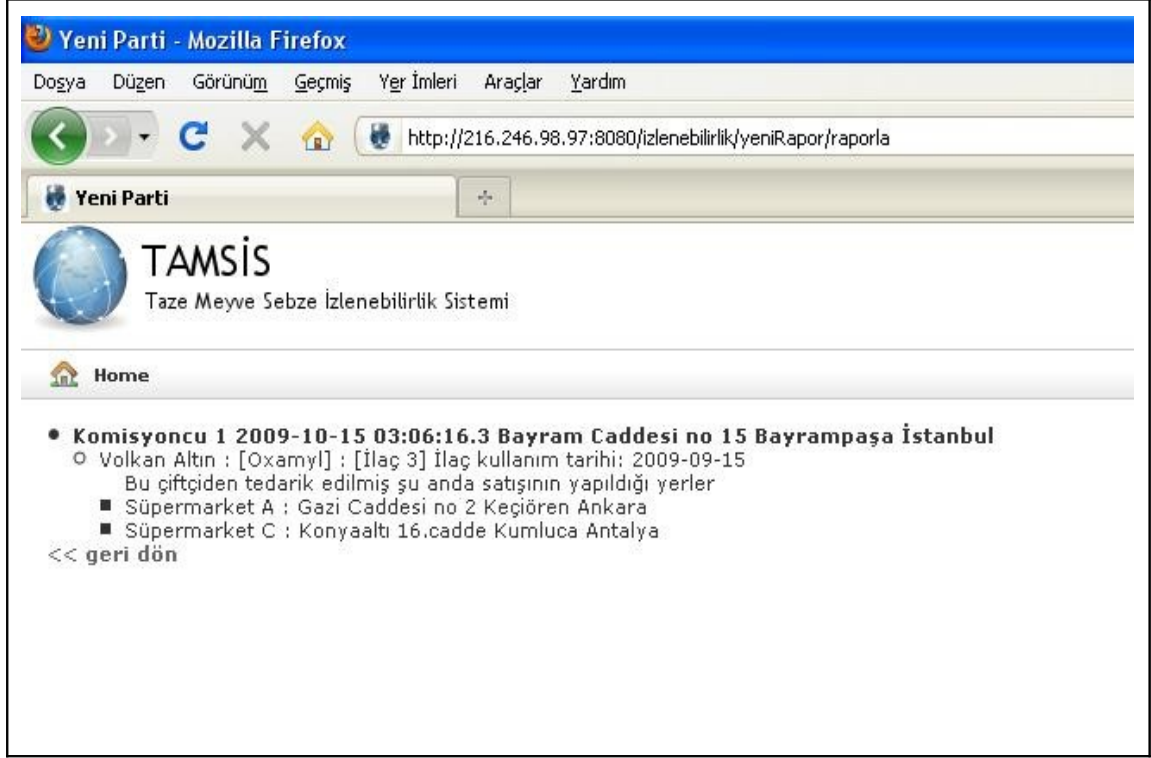 Yeni Parti - Mozilla Firefox
Dosya Düzen Görünüm Geçmiş Yer İmleri Araçlar Yardım
http://216.246.98.97:8080/izlenebilirlik/yeniRapor/raporla
Yeni Parti
TAMSİS
Taze Meyve Sebze İzlenebilirlik Sistemi
Home
Komisyoncu 1 2009-10-15 03:06:16.3 Bayram Caddesi no 15 Bayrampaşa İstanbul
Volkan Altın : [Oxamyl] : [İlaç 3] İlaç kullanım tarihi: 2009-09-15
Bu çiftçiden tedarik edilmiş şu anda satışının yapıldığı yerler
Süpermarket A : Gazi Caddesi no 2 Keçiören Ankara
Süpermarket C : Konyaaltı 16.cadde Kumluca Antalya
<< geri dön